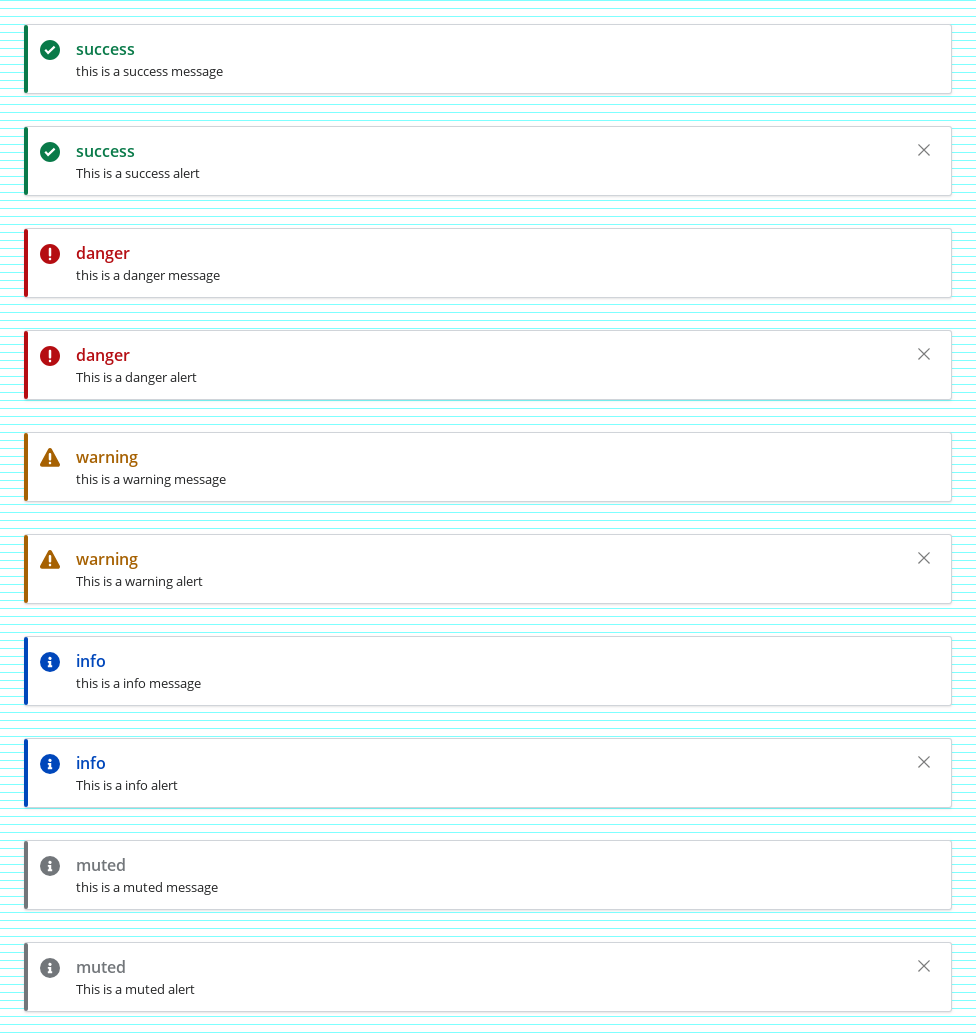 success
this is a success message
success
This is a success alert
danger
this is a danger message
danger
This is a danger alert
warning
this is a warning message
warning
This is a warning alert
info
this is a info message
info
This is a info alert
muted
this is a muted message
muted
This is a muted alert